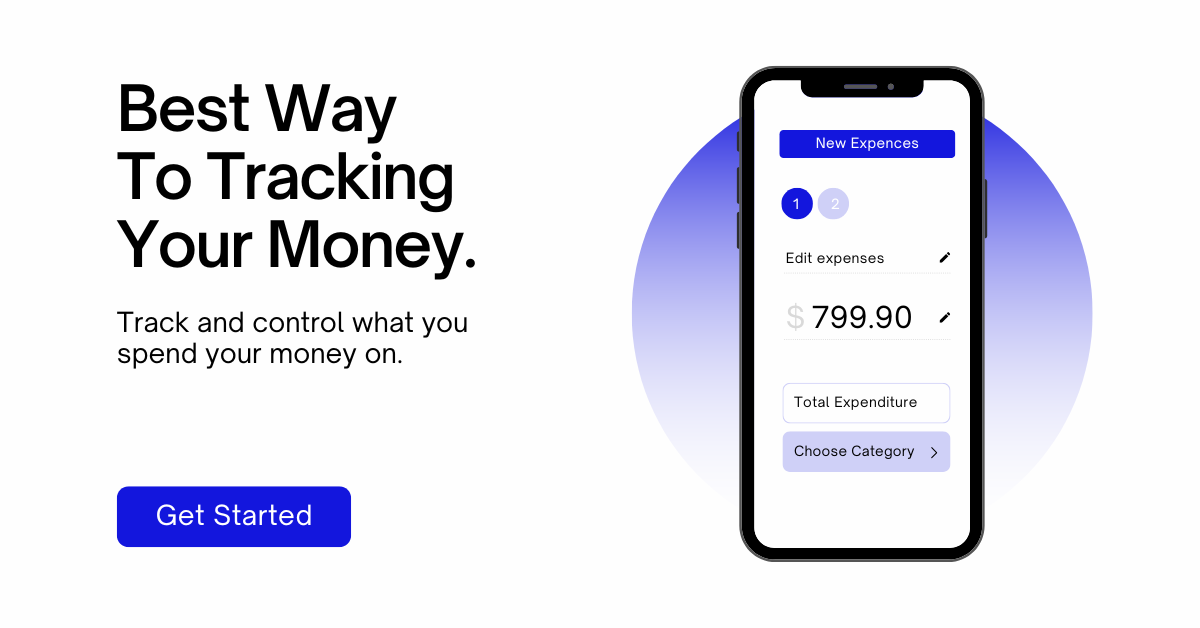 Best Way
To Tracking
Your Money.
Track and control what you
spend your money on.
Get Started
New Expences
1 2
Edit expenses
$ 799.90
Total Expenditure
Choose Category